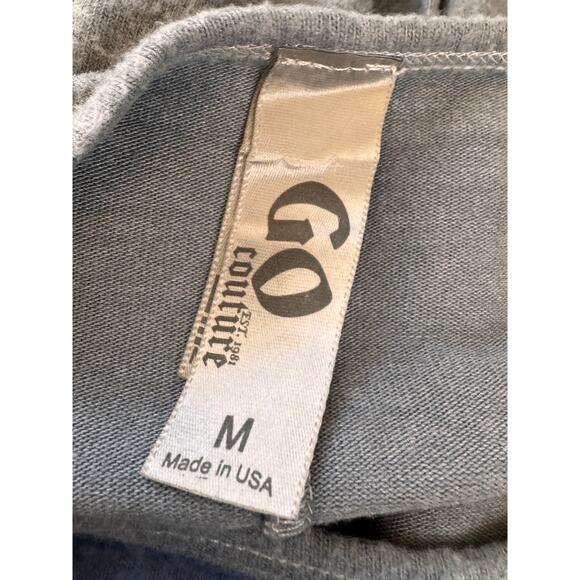 GO
couture
EST. 1981
M
Made in USA